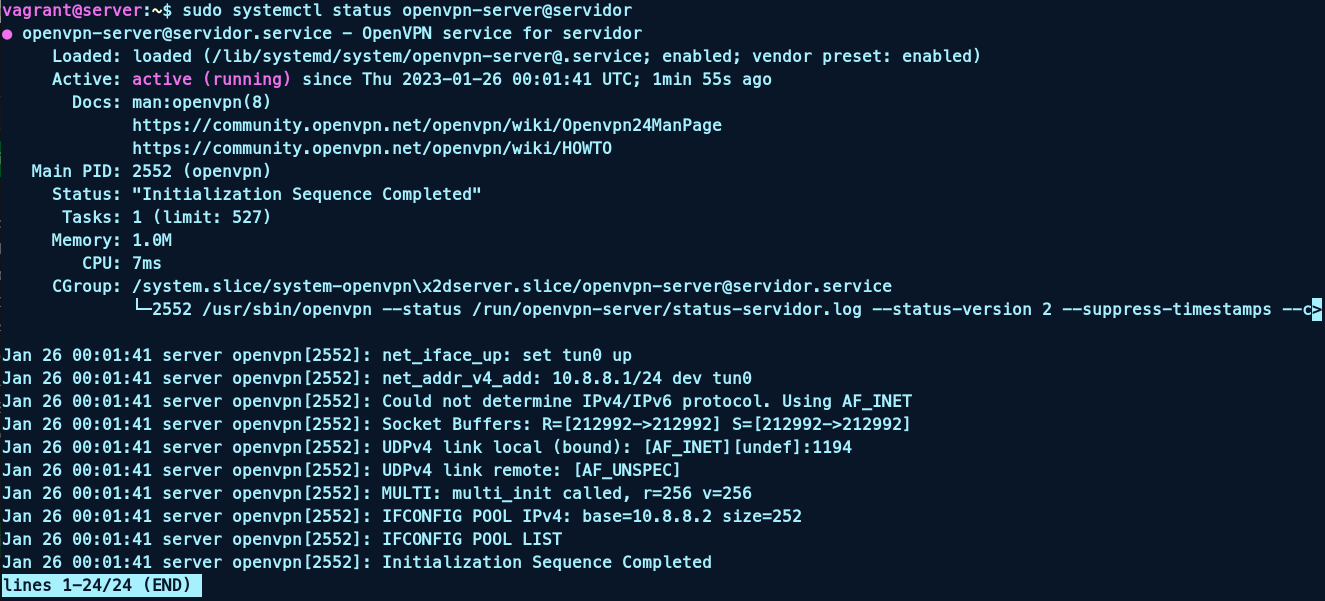 vagrant@server:~$ sudo systemctl status openvpn-server@servidor
● openvpn-server@servidor.service - OpenVPN service for servidor
     Loaded: loaded (/lib/systemd/system/openvpn-server@.service; enabled; vendor preset: enabled)
     Active: active (running) since Thu 2023-01-26 00:01:41 UTC; 1min 55s ago
       Docs: man:openvpn(8)
             https://community.openvpn.net/openvpn/wiki/Openvpn24ManPage
             https://community.openvpn.net/openvpn/wiki/HOWTO
   Main PID: 2552 (openvpn)
     Status: "Initialization Sequence Completed"
      Tasks: 1 (limit: 527)
     Memory: 1.0M
        CPU: 7ms
     CGroup: /system.slice/system-openvpn\x2dserver.slice/openvpn-server@servidor.service
             └─2552 /usr/sbin/openvpn --status /run/openvpn-server/status-servidor.log --status-version 2 --suppress-timestamps --c>
Jan 26 00:01:41 server openvpn[2552]: net_iface_up: set tun0 up
Jan 26 00:01:41 server openvpn[2552]: net_addr_v4_add: 10.8.8.1/24 dev tun0
Jan 26 00:01:41 server openvpn[2552]: Could not determine IPv4/IPv6 protocol. Using AF_INET
Jan 26 00:01:41 server openvpn[2552]: Socket Buffers: R=[212992->212992] S=[212992->212992]
Jan 26 00:01:41 server openvpn[2552]: UDPv4 link local (bound): [AF_INET][undef]:1194
Jan 26 00:01:41 server openvpn[2552]: UDPv4 link remote: [AF_UNSPEC]
Jan 26 00:01:41 server openvpn[2552]: MULTI: multi_init called, r=256 v=256
Jan 26 00:01:41 server openvpn[2552]: IFCONFIG POOL IPv4: base=10.8.8.2 size=252
Jan 26 00:01:41 server openvpn[2552]: IFCONFIG POOL LIST
Jan 26 00:01:41 server openvpn[2552]: Initialization Sequence Completed
lines 1-24/24 (END)